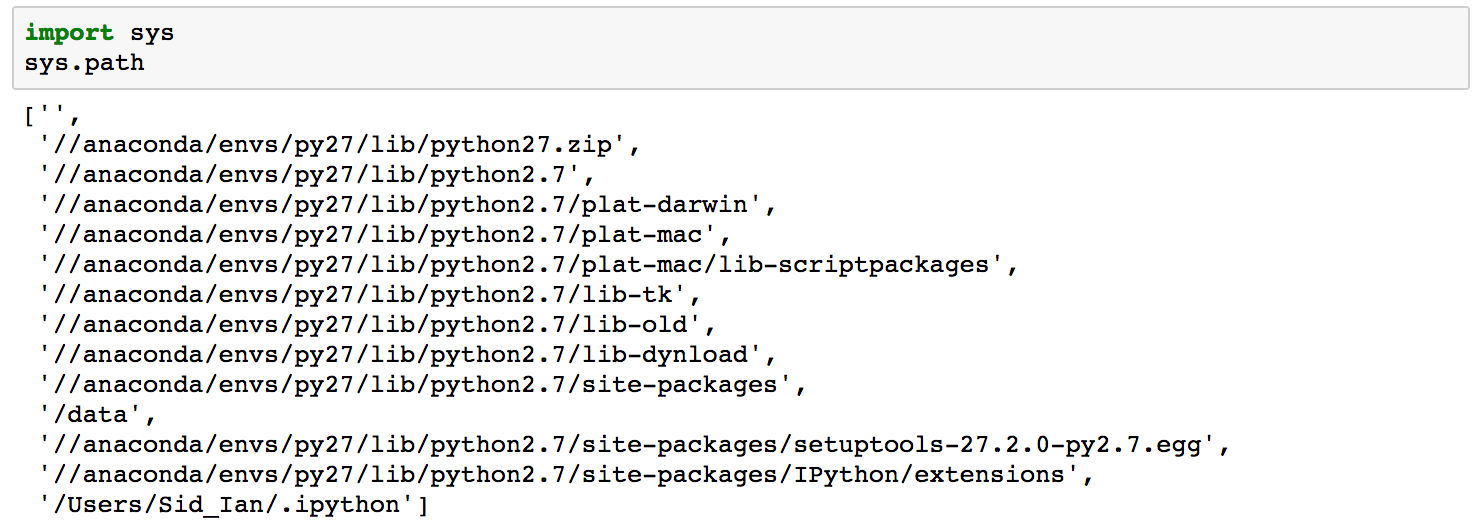 import sys
sys.path
['',
'//anaconda/envs/py27/lib/python27.zip',
'//anaconda/envs/py27/lib/python2.7',
'//anaconda/envs/py27/lib/python2.7/plat-darwin',
'//anaconda/envs/py27/lib/python2.7/plat-mac',
'//anaconda/envs/py27/lib/python2.7/plat-mac/lib-scriptpackages',
'//anaconda/envs/py27/lib/python2.7/lib-tk',
'//anaconda/envs/py27/lib/python2.7/lib-old',
'//anaconda/envs/py27/lib/python2.7/lib-dynload',
'//anaconda/envs/py27/lib/python2.7/site-packages',
'/data',
'//anaconda/envs/py27/lib/python2.7/site-packages/setuptools-27.2.0-py2.7.egg',
'//anaconda/envs/py27/lib/python2.7/site-packages/IPython/extensions',
'/Users/Sid_Ian/.ipython']